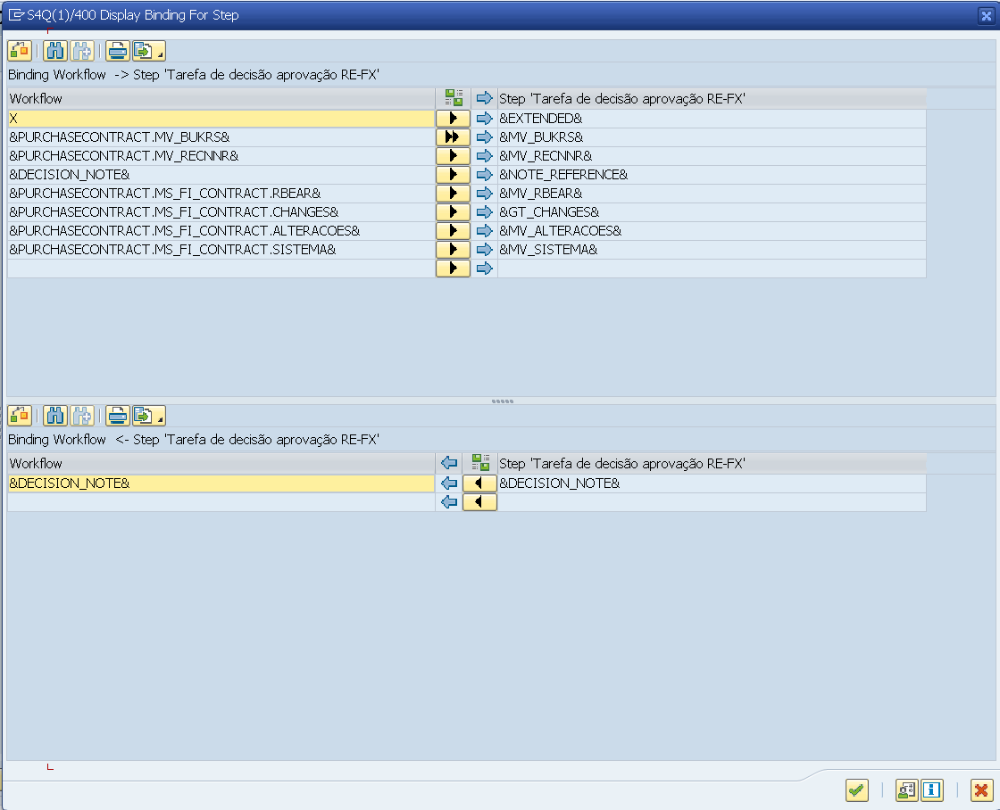 S4Q(1)/400 Display Binding For Step
Binding Workflow -> Step 'Tarefa de decisão aprovação RE-FX'
Workflow Step 'Tarefa de decisão aprovação RE-FX'
X &EXTENDED&
&PURCHASECONTRACT.MV_BUKRS& &MV_BUKRS&
&PURCHASECONTRACT.MV_RECNNR& &MV_RECNNR&
&DECISION_NOTE& &NOTE_REFERENCE&
&PURCHASECONTRACT.MS_FI_CONTRACT.RBEAR& &MV_RBEAR&
&PURCHASECONTRACT.MS_FI_CONTRACT.CHANGES& &GT_CHANGES&
&PURCHASECONTRACT.MS_FI_CONTRACT.ALTERACOES& &MV_ALTERACOES&
&PURCHASECONTRACT.MS_FI_CONTRACT.SISTEMA& &MV_SISTEMA&
Binding Workflow <- Step 'Tarefa de decisão aprovação RE-FX'
Workflow Step 'Tarefa de decisão aprovação RE-FX'
&DECISION_NOTE& &DECISION_NOTE&